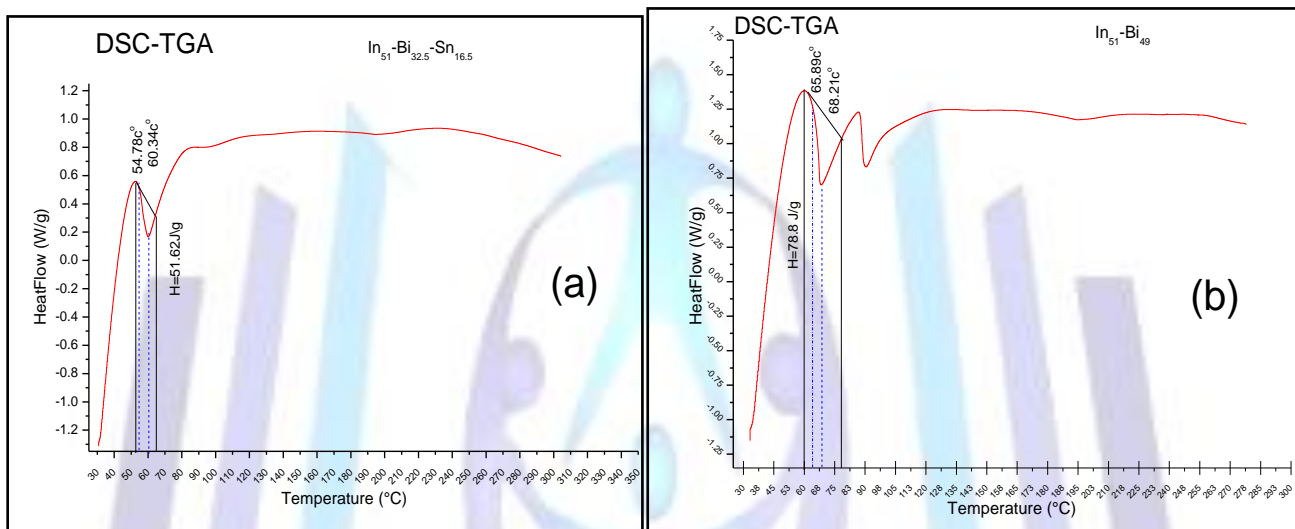 DSC-TGA
In51-Bi32.5-Sn16.5
54.78c°
60.34c°
H=51.62J\g
(a)
HeatFlow (W/g)
1.2
1.0
0.8
0.6
0.4
0.2
0.0
-0.2
-0.4
-0.6
-0.8
-1.0
-1.2
30 40 50 60 70 80 90 100 110 120 130 140 150 160 170 180 190 200 210 220 230 240 250 260 270 280 290 300 310 320 330 340 350
Temperature (°C)
DSC-TGA
In51-Bi49
65.89c°
68.21c°
H=78.8 J/g
(b)
HeatFlow (W/g)
1.75
1.50
1.25
1.00
0.75
0.50
0.25
0.00
-0.25
-0.50
-0.75
-1.00
-1.25
30 38 45 53 60 68 75 83 90 98 105 113 120 128 135 143 150 158 165 173 180 188 195 203 210 218 225 233 240 248 255 263 270 278 285 293 300
Temperature (°C)